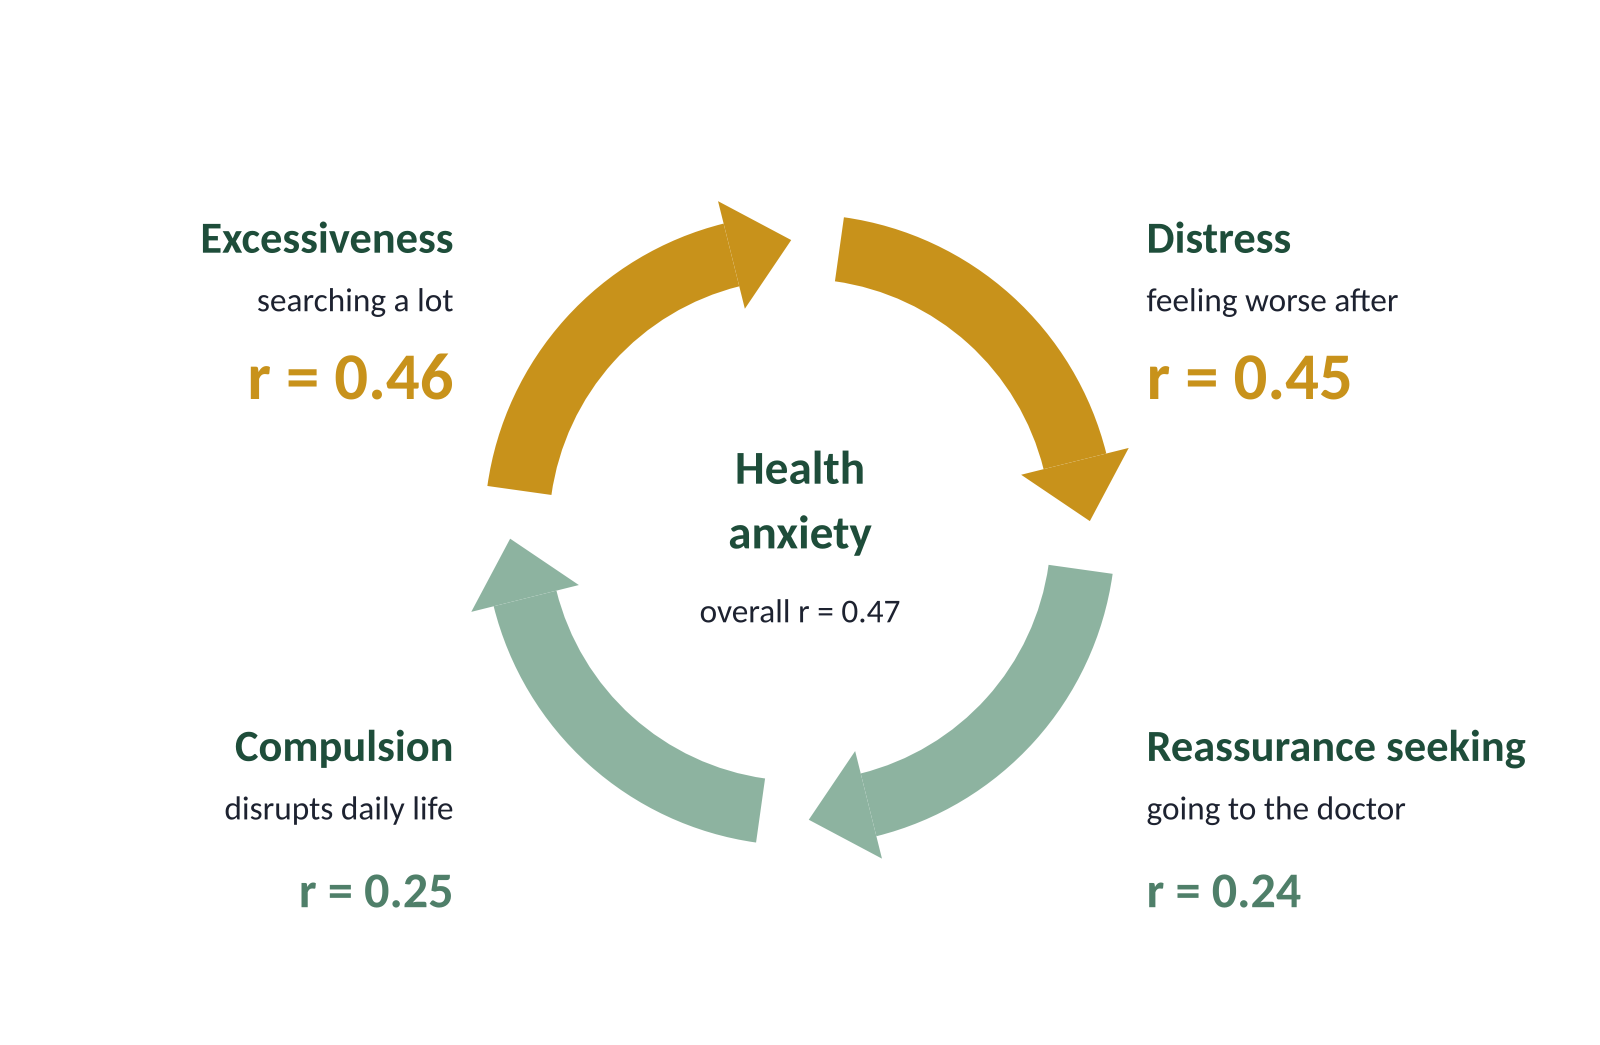 Excessiveness
searching a lot
r = 0.46
Distress
feeling worse after
r = 0.45
Health
anxiety
overall r = 0.47
Compulsion
disrupts daily life
r = 0.25
Reassurance seeking
going to the doctor
r = 0.24